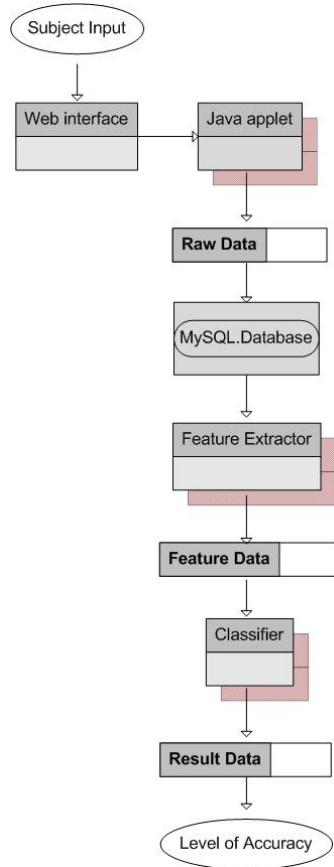 Subject Input
Web interface
Java applet
Raw Data
MySQL.Database
Feature Extractor
Feature Data
Classifier
Result Data
Level of Accuracy